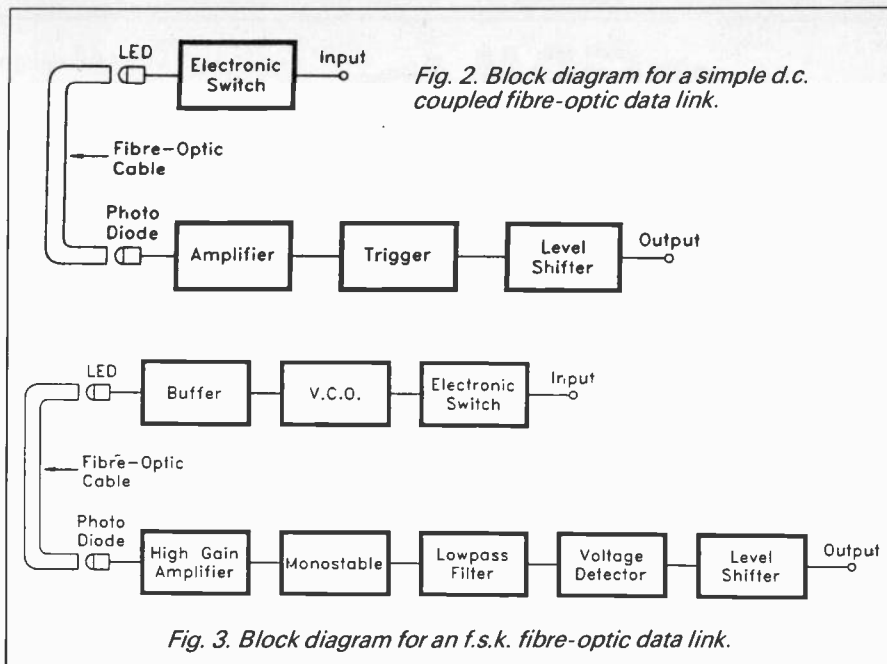 LED
Electronic
Switch
Input
Fig. 2. Block diagram for a simple d.c.
coupled fibre-optic data link.
Fibre-Optic
Cable
Photo
Diode
Amplifier
Trigger
Level
Shifter
Output
LED
Buffer
V.C.O.
Electronic
Switch
Input
Fibre-Optic
Cable
Photo
Diode
High Gain
Amplifier
Monostable
Lowpass
Filter
Voltage
Detector
Level
Shifter
Output
Fig. 3. Block diagram for an f.s.k. fibre-optic data link.